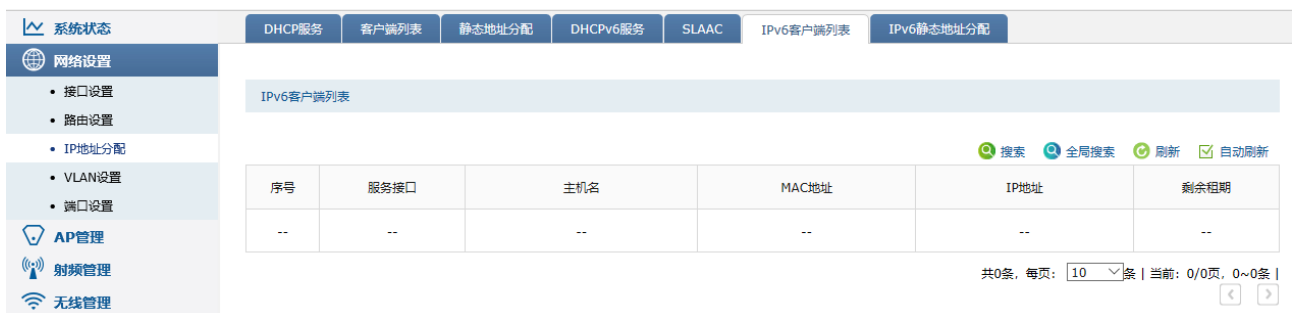 系统状态
网络设置
接口设置
路由设置
IP地址分配
VLAN设置
端口设置
AP管理
射频管理
无线管理
DHCP服务 客户端列表 静态地址分配 DHCPv6服务 SLAAC IPv6客户端列表 IPv6静态地址分配
IPv6客户端列表
搜索 全局搜索 刷新 自动刷新
序号 服务接口 主机名 MAC地址 IP地址 剩余租期
-- -- -- -- -- --
共0条, 每页: 10 条 | 当前: 0/0页, 0~0条 |